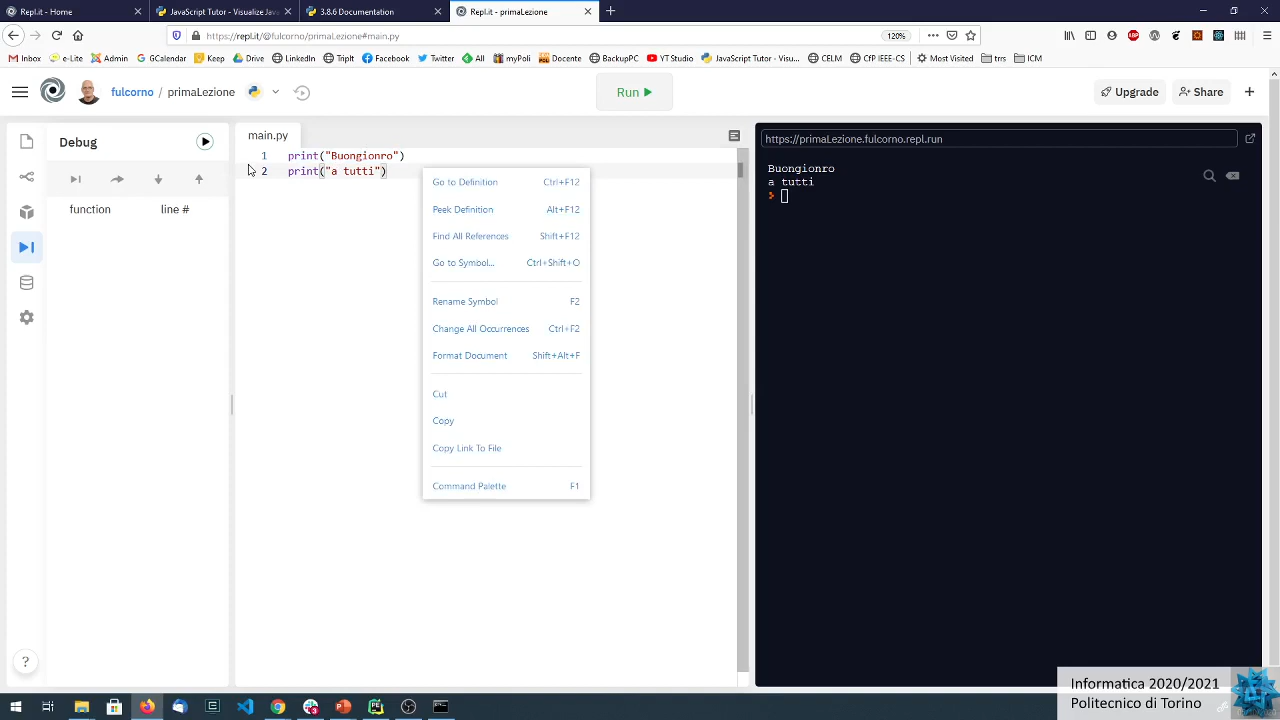 Repl.it - Home
JavaScript Tutor - Visualize Java
3.8.6 Documentation
Repl.it - primaLezione
https://repl.it/@fulcorno/primaLezione#main.py
120%
Inbox
e-Lite
Admin
GCalendar
Keep
Drive
LinkedIn
TripIt
Facebook
Twitter
All
myPoli
Docente
BackupPC
YT Studio
JavaScript Tutor - Visu...
CELM
CfP IEEE-CS
Most Visited
trrs
ICM
fulcorno / primaLezione
Run
Upgrade
Share
Debug
function line #
main.py
1 print("Buongionro")
2 print("a tutti")
Go to Definition Ctrl+F12
Peek Definition Alt+F12
Find All References Shift+F12
Go to Symbol... Ctrl+Shift+O
Rename Symbol F2
Change All Occurrences Ctrl+F2
Format Document Shift+Alt+F
Cut
Copy
Copy Link To File
Command Palette F1
https://primaLezione.fulcorno.repl.run
Buongionro
a tutti
?
Informatica 2020/2021
Politecnico di Torino